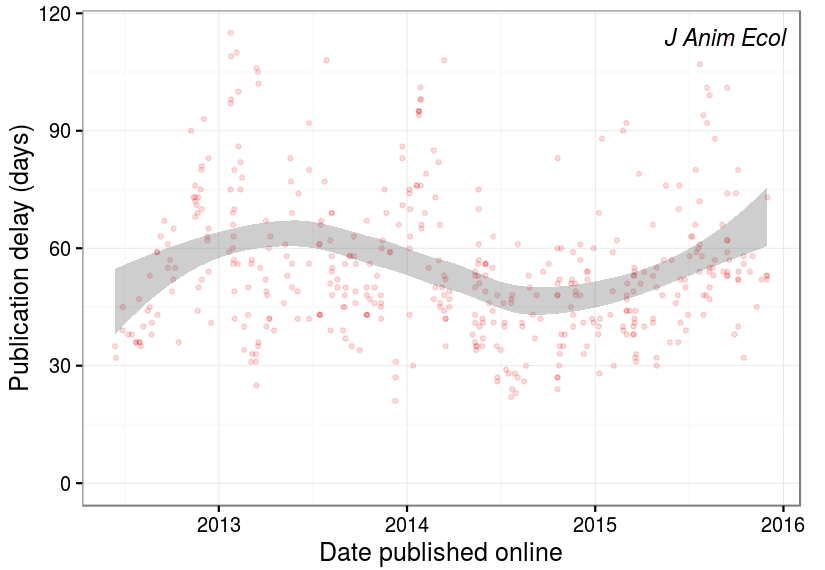 J Anim Ecol
Publication delay (days)
120
90
60
30
0
2013 2014 2015 2016
Date published online